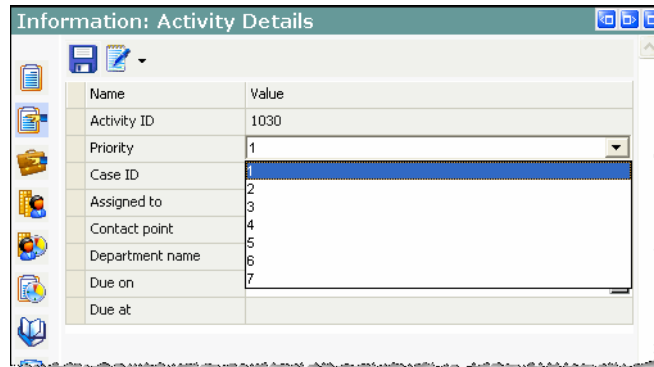 Information: Activity Details
Name Value
Activity ID 1030
Priority 1
Case ID 1
2
Assigned to 3
Contact point 4
5
Department name 6
Due on 7
Due at